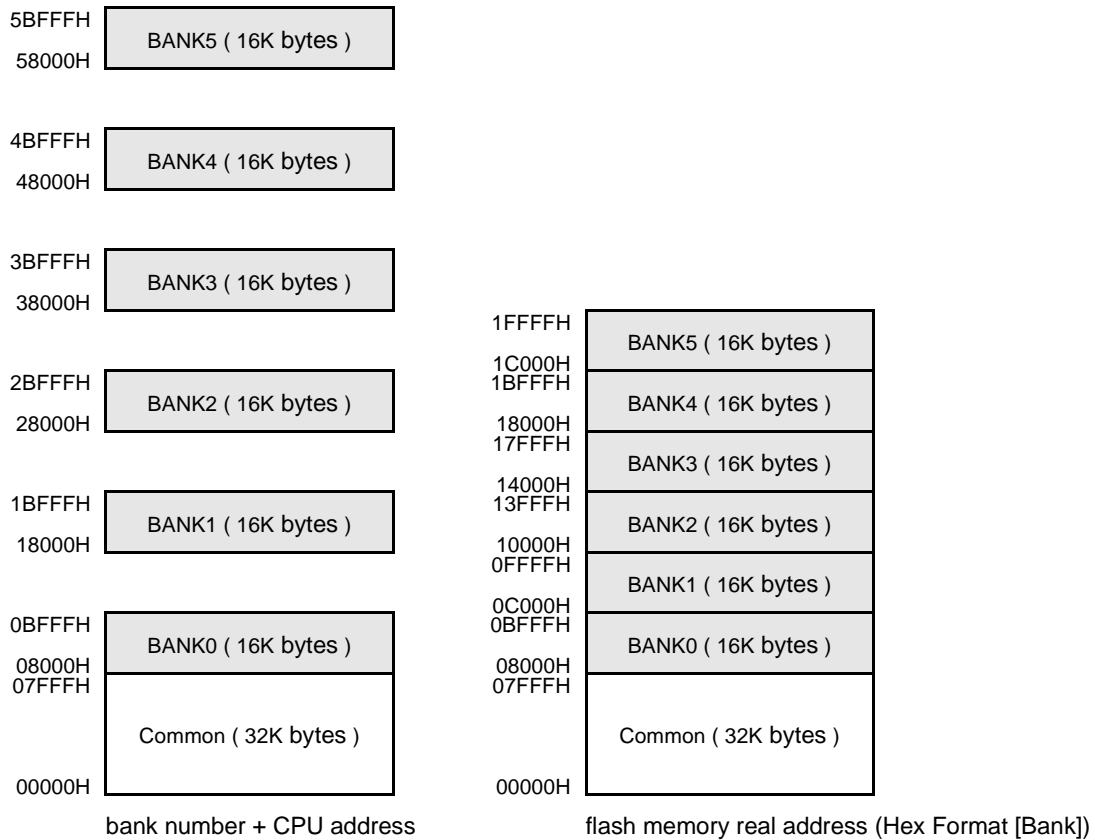 5BFFFH
BANK5 ( 16K bytes )
58000H
4BFFFH
BANK4 ( 16K bytes )
48000H
3BFFFH
BANK3 ( 16K bytes )
38000H
2BFFFH
BANK2 ( 16K bytes )
28000H
1BFFFH
BANK1 ( 16K bytes )
18000H
0BFFFH
BANK0 ( 16K bytes )
08000H
07FFFH
Common ( 32K bytes )
00000H
bank number + CPU address
1FFFFH
BANK5 ( 16K bytes )
1C000H
1BFFFH
BANK4 ( 16K bytes )
18000H
17FFFH
BANK3 ( 16K bytes )
14000H
13FFFH
BANK2 ( 16K bytes )
10000H
0FFFFH
BANK1 ( 16K bytes )
0C000H
0BFFFH
BANK0 ( 16K bytes )
08000H
07FFFH
Common ( 32K bytes )
00000H
flash memory real address (Hex Format [Bank])